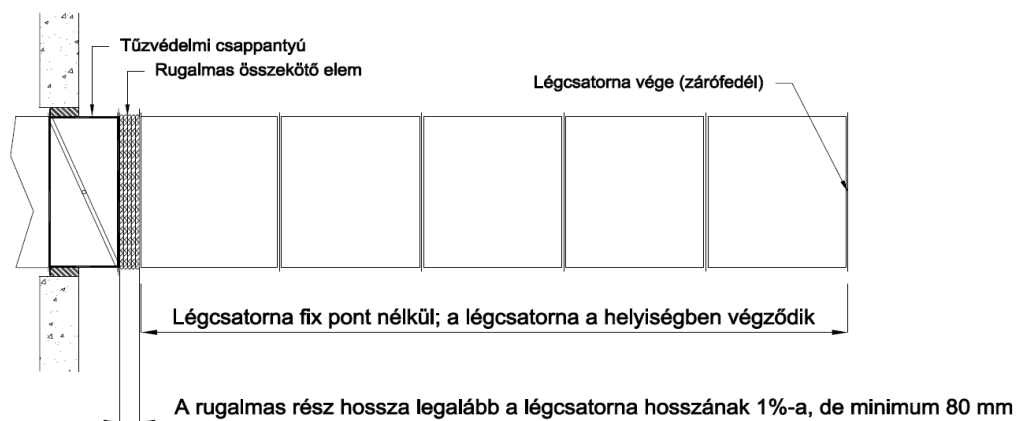 Tűzvédelmi csappantyú
Rugalmas összekötő elem
Légcsatorna vége (zárófedél)
Légcsatorna fix pont nélkül; a légcsatorna a helyiségben végződik
A rugalmas rész hossza legalább a légcsatorna hosszának 1%-a, de minimum 80 mm